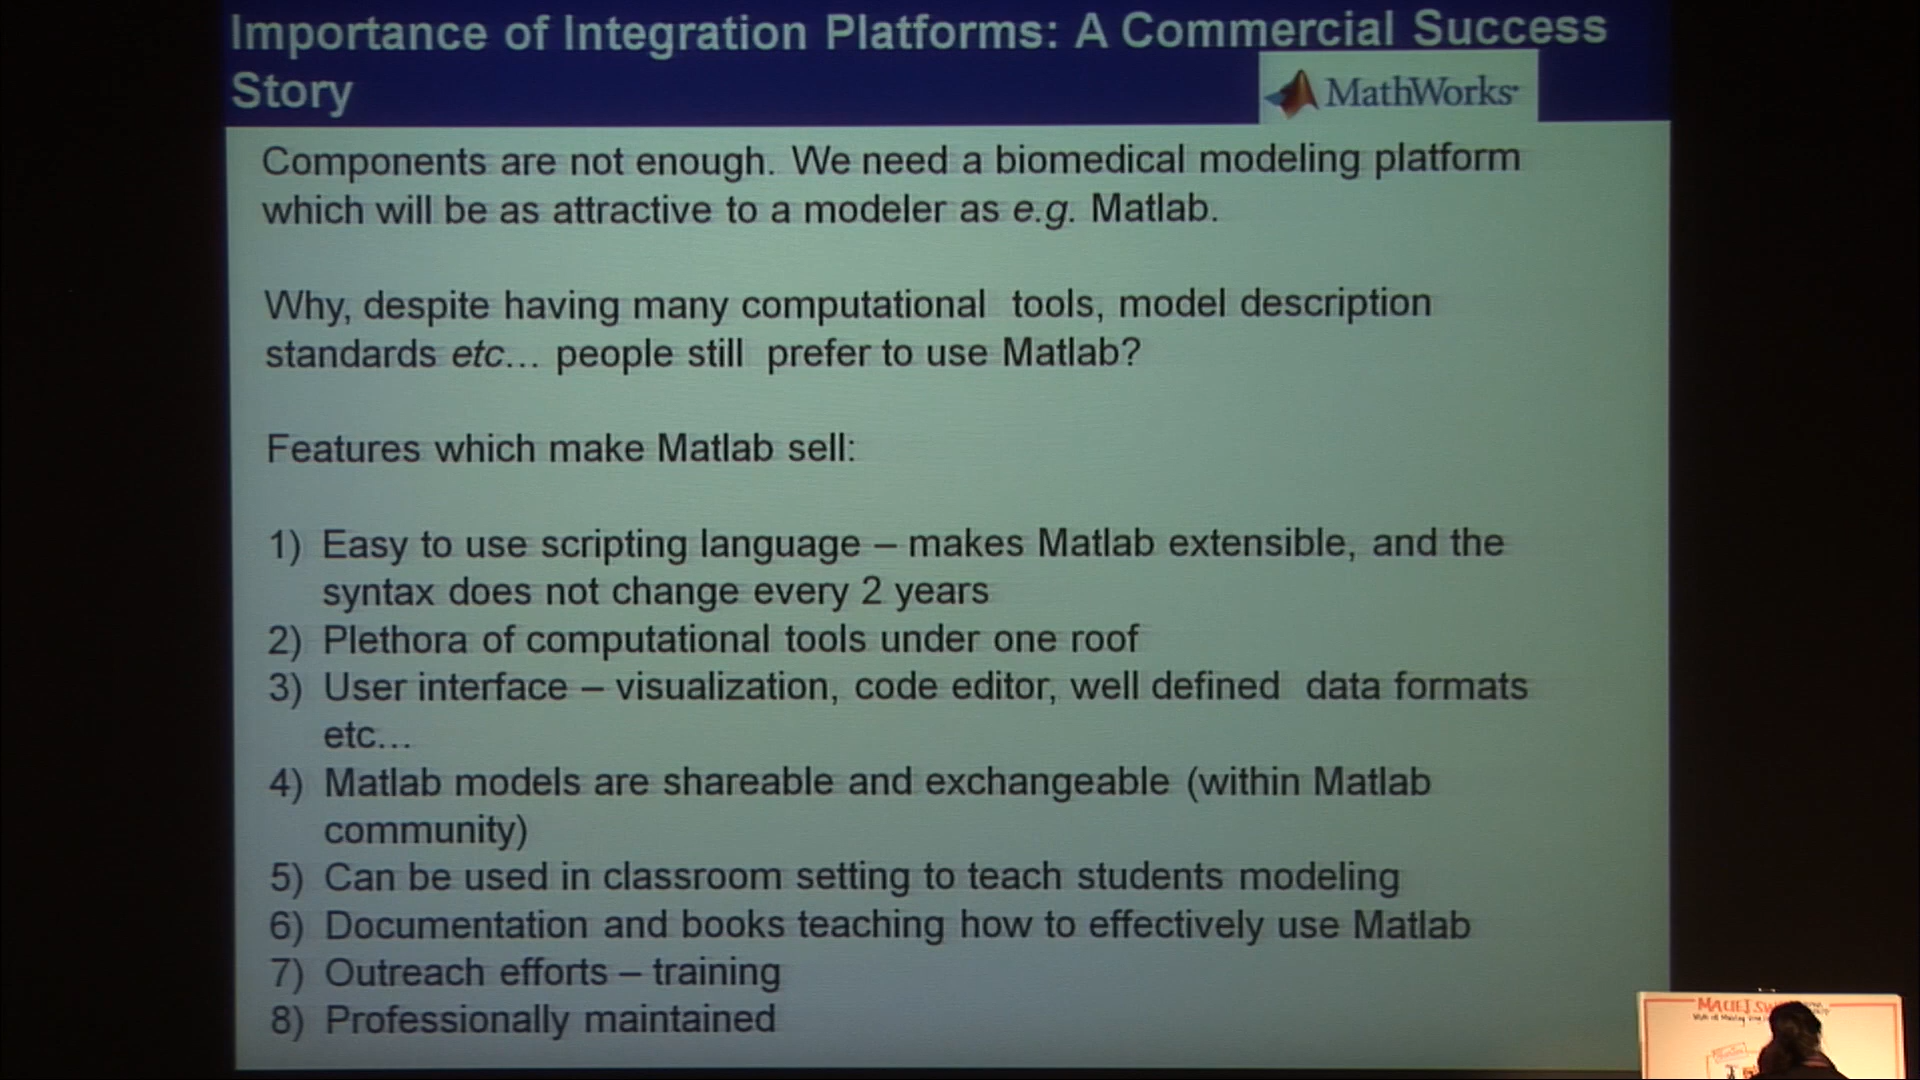 Importance of Integration Platforms: A Commercial Success
Story
MathWorks
Components are not enough. We need a biomedical modeling platform
which will be as attractive to a modeler as e.g. Matlab.
Why, despite having many computational tools, model description
standards etc... people still prefer to use Matlab?
Features which make Matlab sell:
1) Easy to use scripting language – makes Matlab extensible, and the
syntax does not change every 2 years
2) Plethora of computational tools under one roof
3) User interface – visualization, code editor, well defined data formats
etc...
4) Matlab models are shareable and exchangeable (within Matlab
community)
5) Can be used in classroom setting to teach students modeling
6) Documentation and books teaching how to effectively use Matlab
7) Outreach efforts – training
8) Professionally maintained
MACIEJ